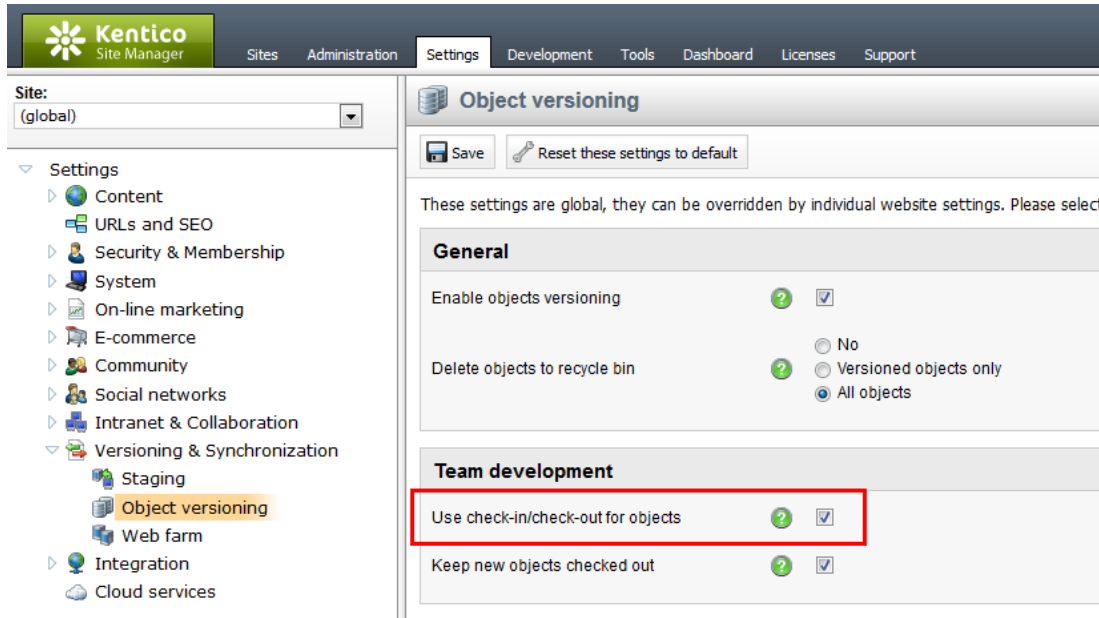 Kentico
Site Manager
Sites Administration Settings Development Tools Dashboard Licenses Support
Site:
(global)
Settings
Content
URLs and SEO
Security & Membership
System
On-line marketing
E-commerce
Community
Social networks
Intranet & Collaboration
Versioning & Synchronization
Staging
Object versioning
Web farm
Integration
Cloud services
Object versioning
Save Reset these settings to default
These settings are global, they can be overridden by individual website settings. Please select
General
Enable objects versioning
Delete objects to recycle bin
No
Versioned objects only
All objects
Team development
Use check-in/check-out for objects
Keep new objects checked out